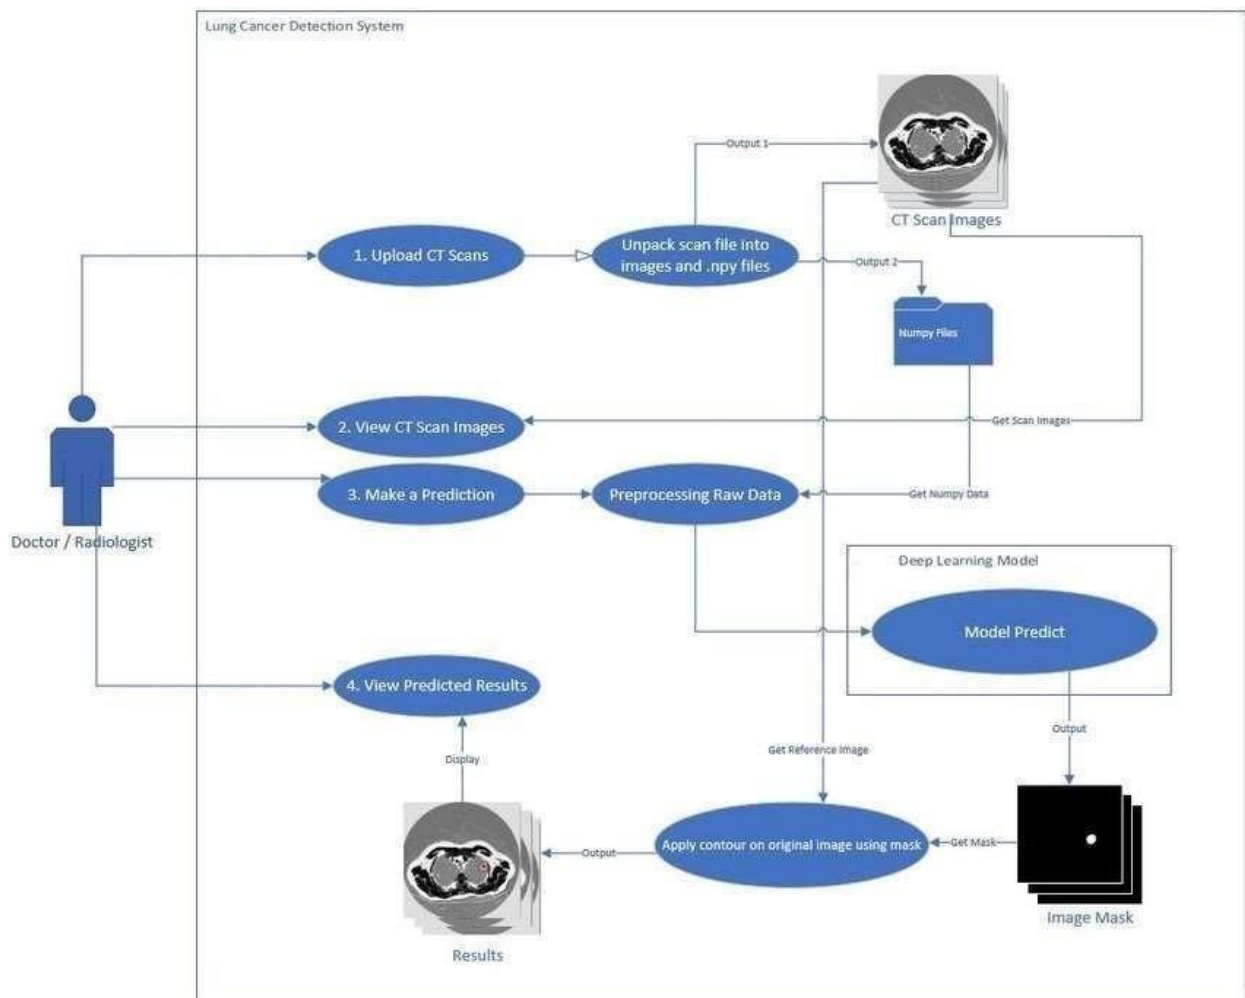 Lung Cancer Detection System
Output 1
CT Scan Images
1. Upload CT Scans
Unpack scan file into
images and .npy files
Output 2
Numpy Files
2. View CT Scan Images
Get Scan Images
3. Make a Prediction
Preprocessing Raw Data
Get Numpy Data
Doctor / Radiologist
Deep Learning Model
Model Predict
4. View Predicted Results
Output
Get Reference Image
Display
Apply contour on original image using mask
Get Mask
Output
Image Mask
Results